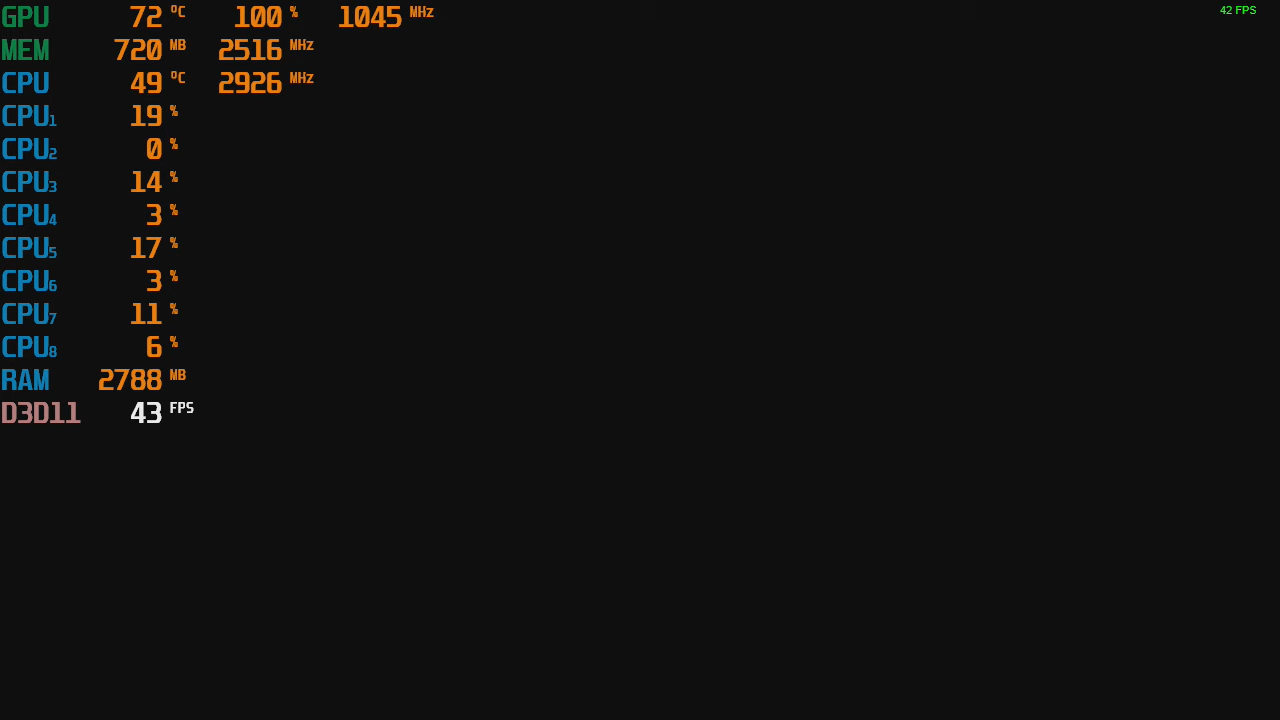 GPU 72 °C 100 % 1045 MHz
42 FPS
MEM 720 MB 2516 MHz
CPU 49 °C 2926 MHz
CPU1 19 %
CPU2 0 %
CPU3 14 %
CPU4 3 %
CPU5 17 %
CPU6 3 %
CPU7 11 %
CPU8 6 %
RAM 2788 MB
D3D11 43 FPS